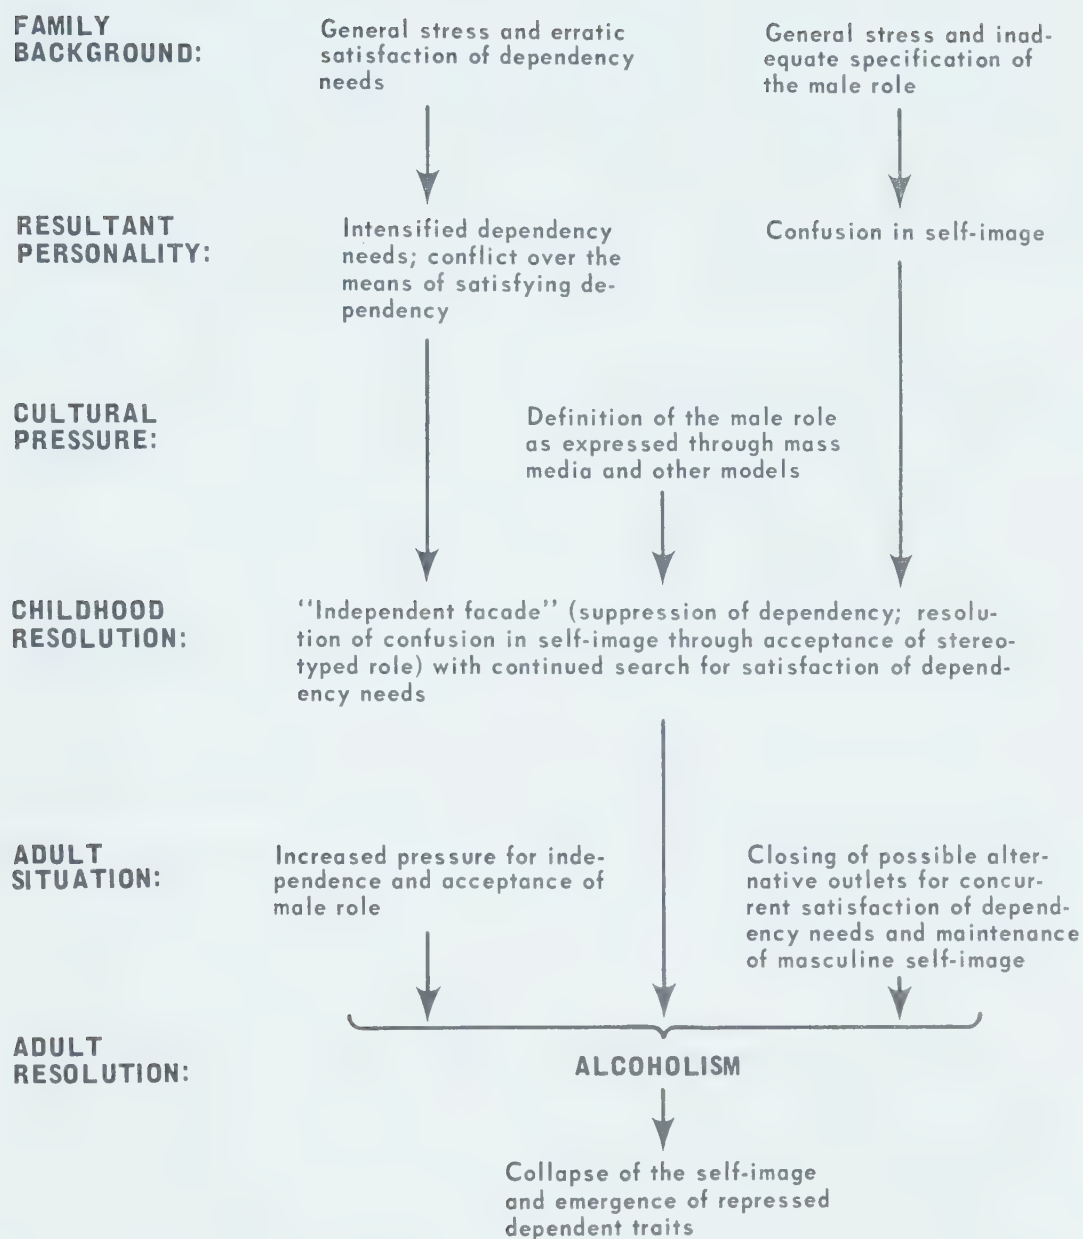 FAMILY
BACKGROUND:
General stress and erratic
satisfaction of dependency
needs
General stress and inad-
equate specification of
the male role
RESULTANT
PERSONALITY:
Intensified dependency
needs; conflict over the
means of satisfying de-
pendency
Confusion in self-image
CULTURAL
PRESSURE:
Definition of the male role
as expressed through mass
media and other models
CHILDHOOD
RESOLUTION:
"Independent facade" (suppression of dependency; resolu-
tion of confusion in self-image through acceptance of stereo-
typed role) with continued search for satisfaction of depend-
ency needs
ADULT
SITUATION:
Increased pressure for inde-
pendence and acceptance of
male role
Closing of possible alter-
native outlets for concur-
rent satisfaction of depend-
ency needs and maintenance
of masculine self-image
ADULT
RESOLUTION:
ALCOHOLISM
Collapse of the self-image
and emergence of repressed
dependent traits